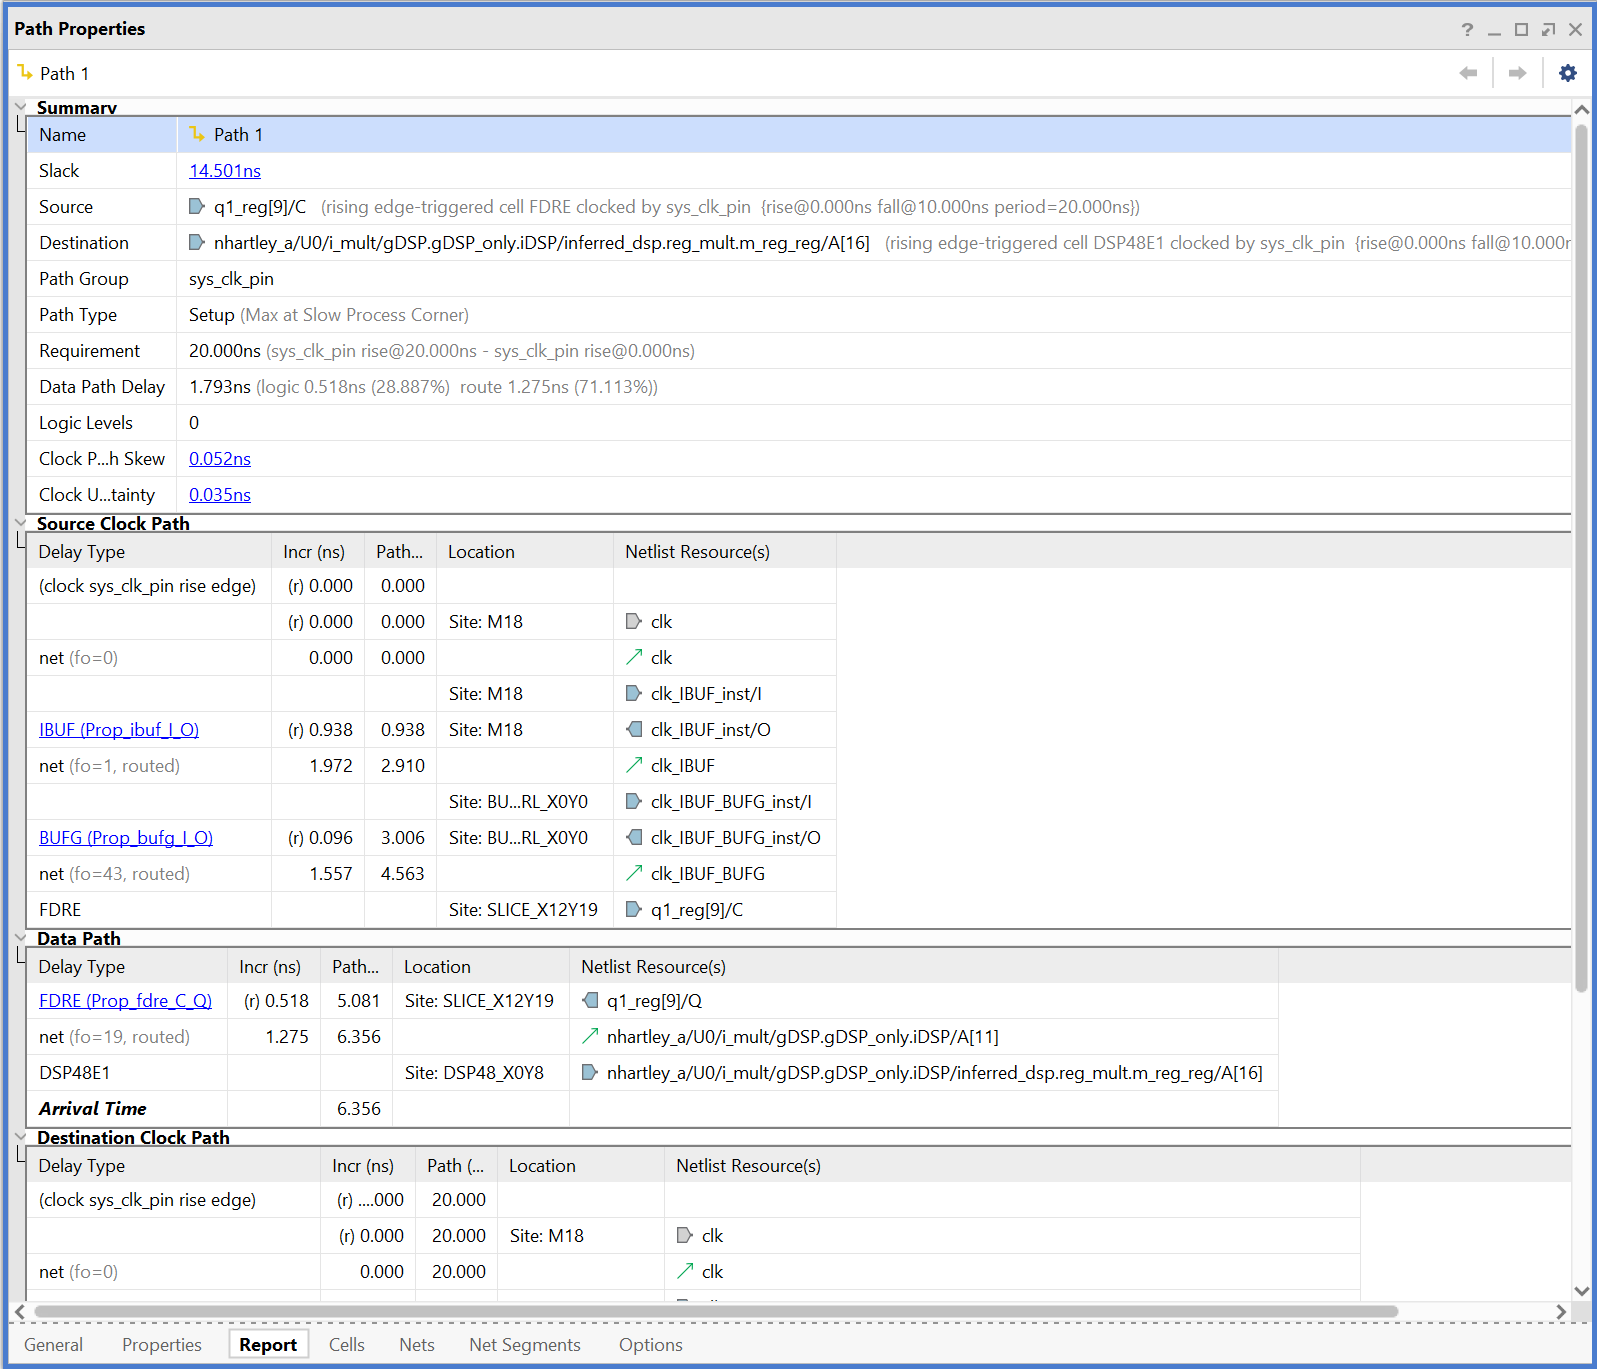 Path Properties
Path 1
Summary
Name Path 1
Slack 14.501ns
Source q1_reg[9]/C (rising edge-triggered cell FDRE clocked by sys_clk_pin {rise@0.000ns fall@10.000ns period=20.000ns})
Destination nhartley_a/U0/i_mult/gDSP.gDSP_only.iDSP/inferred_dsp.reg_mult.m_reg_reg/A[16] (rising edge-triggered cell DSP48E1 clocked by sys_clk_pin {rise@0.000ns fall@10.000n
Path Group sys_clk_pin
Path Type Setup (Max at Slow Process Corner)
Requirement 20.000ns (sys_clk_pin rise@20.000ns - sys_clk_pin rise@0.000ns)
Data Path Delay 1.793ns (logic 0.518ns (28.887%) route 1.275ns (71.113%))
Logic Levels 0
Clock P...h Skew 0.052ns
Clock U...tainty 0.035ns
Source Clock Path
Delay Type Incr (ns) Path... Location Netlist Resource(s)
(clock sys_clk_pin rise edge) (r) 0.000 0.000
(r) 0.000 0.000 Site: M18 clk
net (fo=0) 0.000 0.000 clk
Site: M18 clk_IBUF_inst/I
IBUF (Prop_ibuf_I_O) (r) 0.938 0.938 Site: M18 clk_IBUF_inst/O
net (fo=1, routed) 1.972 2.910 clk_IBUF
Site: BU...RL_X0Y0 clk_IBUF_BUFG_inst/I
BUFG (Prop_bufg_I_O) (r) 0.096 3.006 Site: BU...RL_X0Y0 clk_IBUF_BUFG_inst/O
net (fo=43, routed) 1.557 4.563 clk_IBUF_BUFG
FDRE Site: SLICE_X12Y19 q1_reg[9]/C
Data Path
Delay Type Incr (ns) Path... Location Netlist Resource(s)
FDRE (Prop_fdre_C_Q) (r) 0.518 5.081 Site: SLICE_X12Y19 q1_reg[9]/Q
net (fo=19, routed) 1.275 6.356 nhartley_a/U0/i_mult/gDSP.gDSP_only.iDSP/A[11]
DSP48E1 Site: DSP48_X0Y8 nhartley_a/U0/i_mult/gDSP.gDSP_only.iDSP/inferred_dsp.reg_mult.m_reg_reg/A[16]
Arrival Time 6.356
Destination Clock Path
Delay Type Incr (ns) Path (... Location Netlist Resource(s)
(clock sys_clk_pin rise edge) (r) ....000 20.000
(r) 0.000 20.000 Site: M18 clk
net (fo=0) 0.000 20.000 clk
General Properties Report Cells Nets Net Segments Options